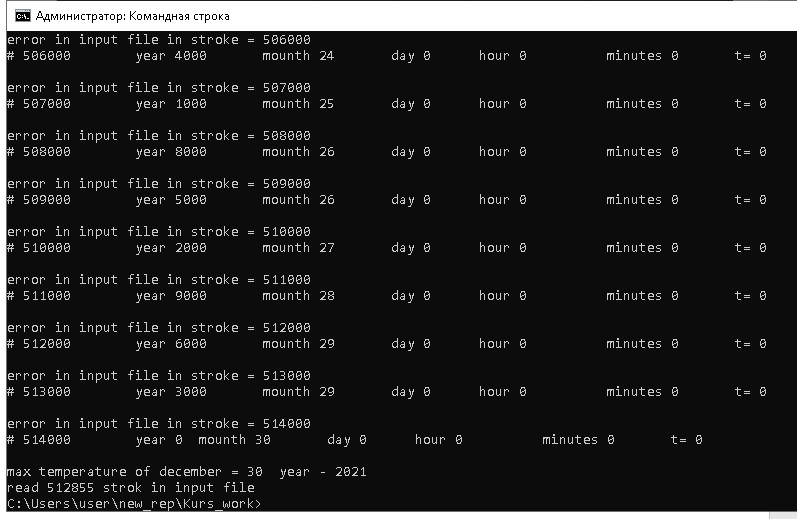 Администратор: Командная строка
error in input file in stroke = 506000
# 506000 year 4000 mounth 24 day 0 hour 0 minutes 0 t= 0
error in input file in stroke = 507000
# 507000 year 1000 mounth 25 day 0 hour 0 minutes 0 t= 0
error in input file in stroke = 508000
# 508000 year 8000 mounth 26 day 0 hour 0 minutes 0 t= 0
error in input file in stroke = 509000
# 509000 year 5000 mounth 26 day 0 hour 0 minutes 0 t= 0
error in input file in stroke = 510000
# 510000 year 2000 mounth 27 day 0 hour 0 minutes 0 t= 0
error in input file in stroke = 511000
# 511000 year 9000 mounth 28 day 0 hour 0 minutes 0 t= 0
error in input file in stroke = 512000
# 512000 year 6000 mounth 29 day 0 hour 0 minutes 0 t= 0
error in input file in stroke = 513000
# 513000 year 3000 mounth 29 day 0 hour 0 minutes 0 t= 0
error in input file in stroke = 514000
# 514000 year 0 mounth 30 day 0 hour 0 minutes 0 t= 0
max temperature of december = 30 year - 2021
read 512855 strok in input file
C:\Users\user\new_rep\Kurs_work>